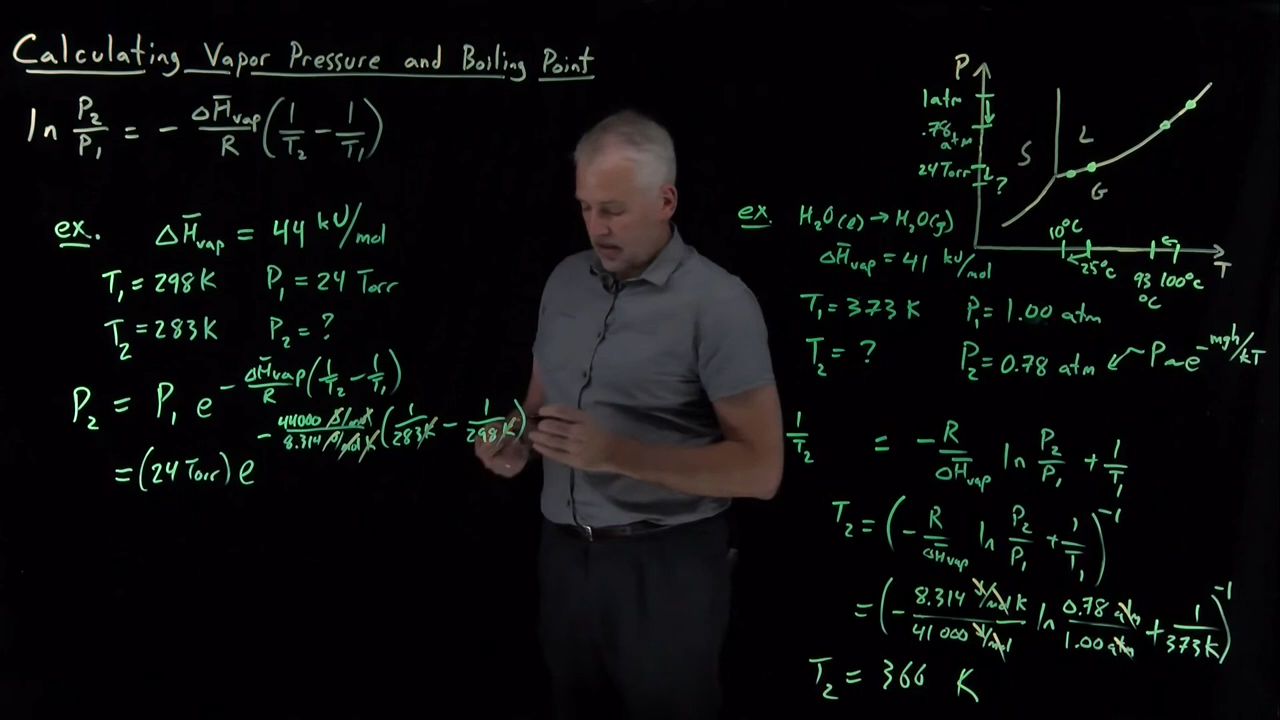 Calculating Vapor Pressure and Boiling Point
ln P₂/P₁ = - ΔH̄vap/R (1/T₂ - 1/T₁)
ex. ΔH̄vap = 44 kJ/mol
T₁ = 298 K P₁ = 24 Torr
T₂ = 283 K P₂ = ?
P₂ = P₁ e^(- ΔH̄vap/R (1/T₂ - 1/T₁))
= (24 Torr) e^(- 44000 J/mol / 8.314 J/mol K (1/283K - 1/298K))
P
1 atm
.78 atm
24 Torr
?
S
L
G
10°C
25°C
93 °C
100°C
T
ex. H₂O(l) → H₂O(g)
ΔH̄vap = 41 kJ/mol
T₁ = 373 K P₁ = 1.00 atm
T₂ = ? P₂ = 0.78 atm ↙ P~e^(-mgh/kT)
1/T₂ = - R/ΔH̄vap ln P₂/P₁ + 1/T₁
T₂ = (- R/ΔH̄vap ln P₂/P₁ + 1/T₁)⁻¹
= (- 8.314 J/mol K / 41 000 J/mol ln 0.78 atm / 1.00 atm + 1/373K)⁻¹
T₂ = 366 K